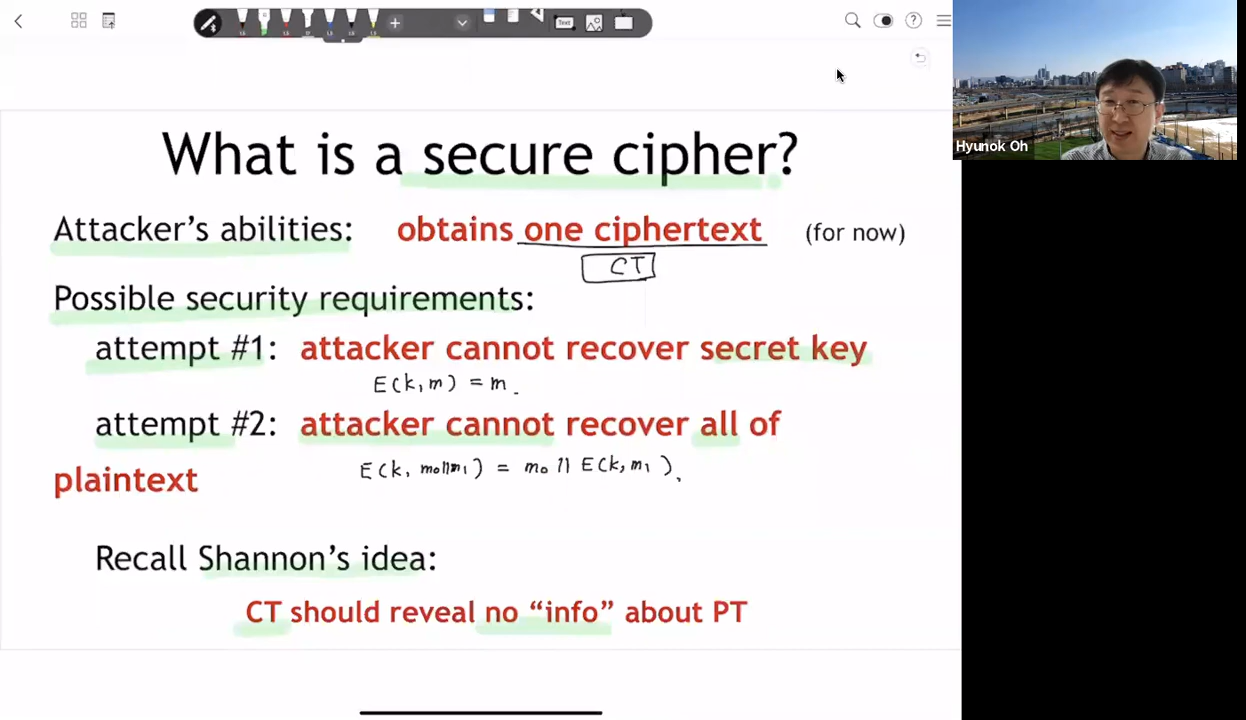 Text
What is a secure cipher?
Hyunok Oh
Attacker's abilities: obtains one ciphertext (for now)
CT
Possible security requirements:
attempt #1: attacker cannot recover secret key
E(k,m) = m.
attempt #2: attacker cannot recover all of
plaintext
E(k, m0||m1) = m0 || E(k,m1).
Recall Shannon's idea:
CT should reveal no “info” about PT